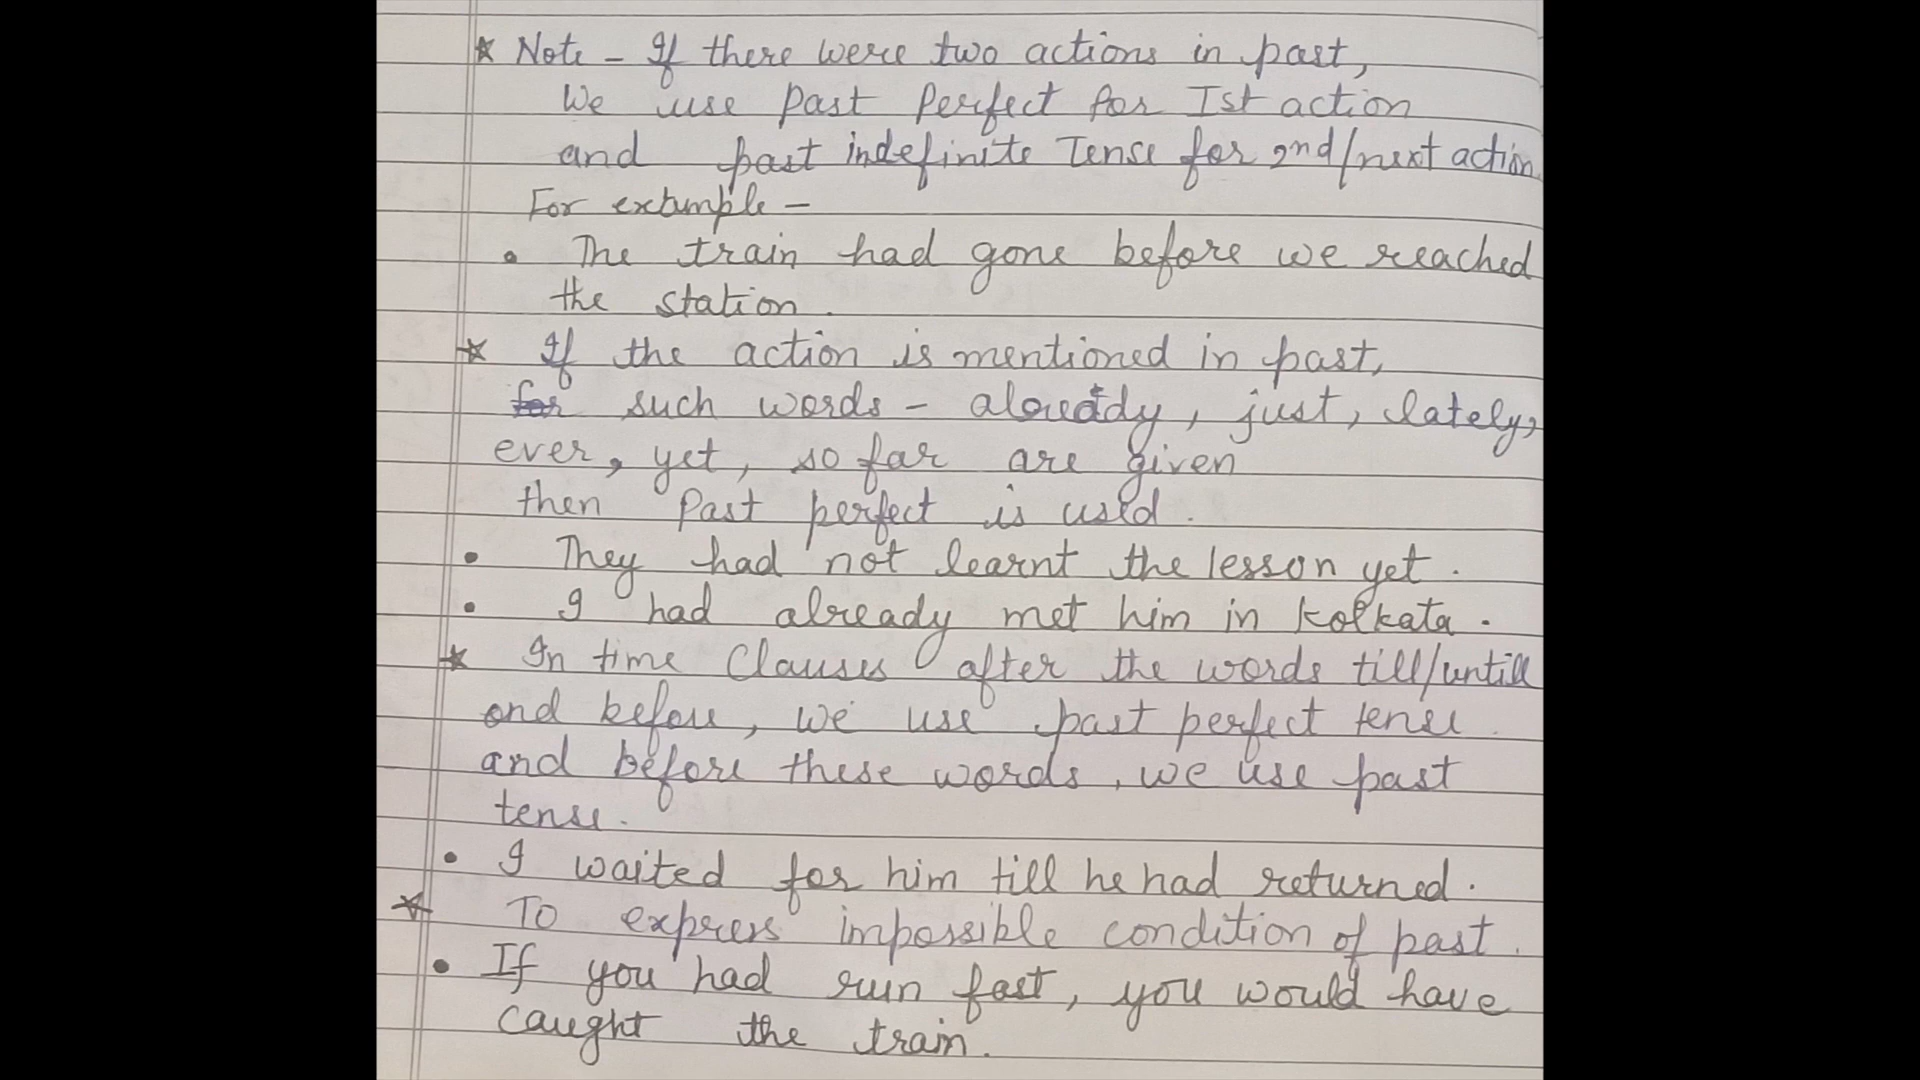 * Note - If there were two actions in past,
We use Past Perfect for Ist action
and past indefinite Tense for 2nd/next action
For example -
• The train had gone before we reached
the station.
* If the action is mentioned in past,
such words - already, just, lately,
ever, yet, so far are given
then Past perfect is used.
• They had not learnt the lesson yet.
• I had already met him in Kolkata.
* In time Clauses after the words till/untill
and before, we use past perfect tense
and before these words, we use past
tense.
• I waited for him till he had returned.
* To express impossible condition of past.
• If you had run fast, you would have
caught the train.